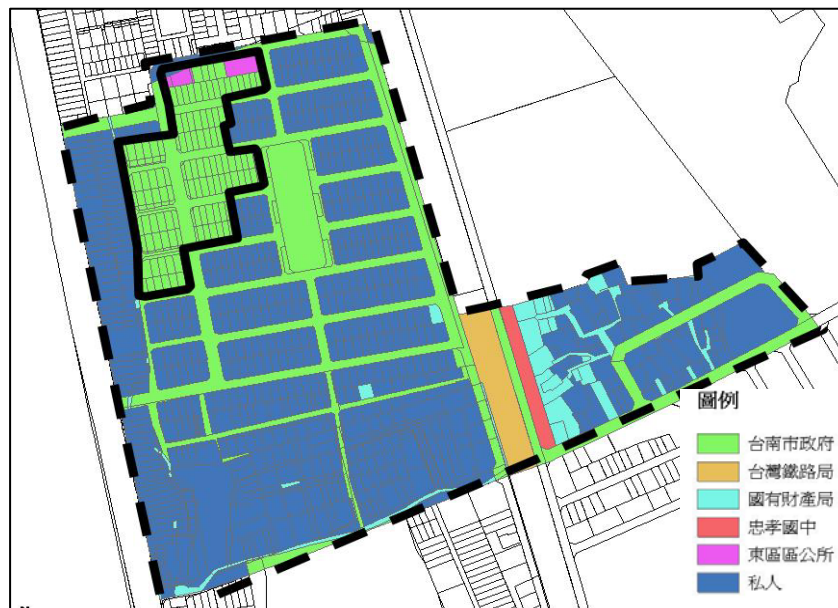 圖例
台南市政府
台灣鐵路局
國有財產局
忠孝國中
東區區公所
私人